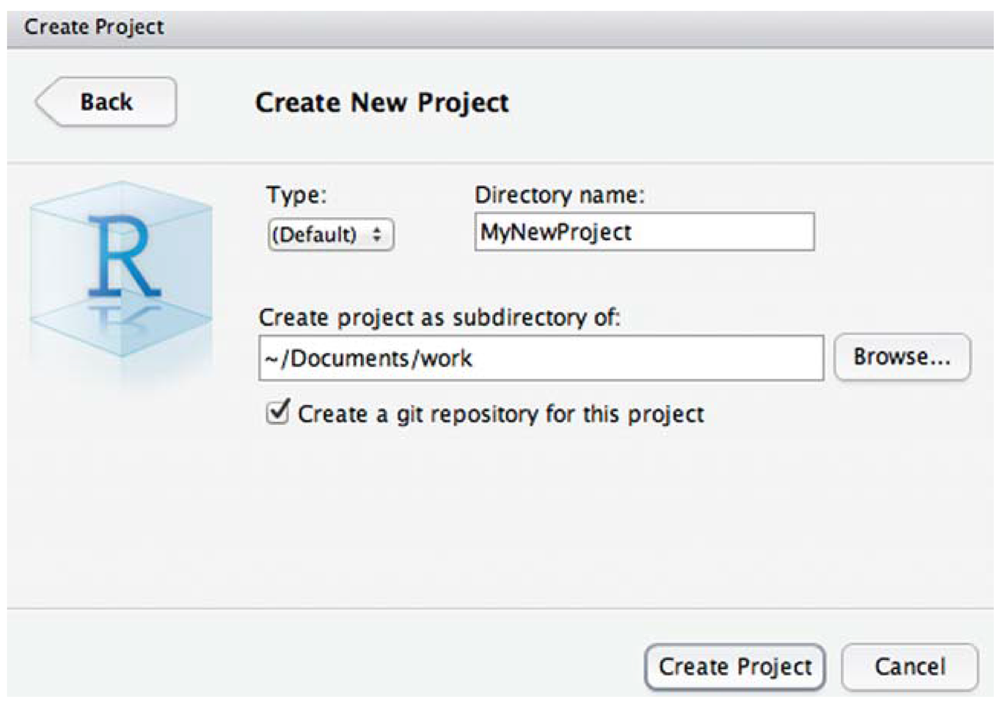 Create Project
Back
Create New Project
R
Type:
Directory name:
(Default)
MyNewProject
Create project as subdirectory of:
~/Documents/work
Browse...
Create a git repository for this project
Create Project
Cancel